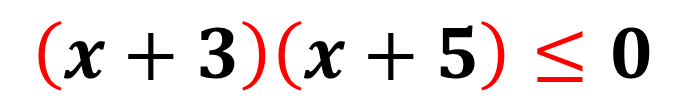 (x + 3)(x + 5) ≤ 0